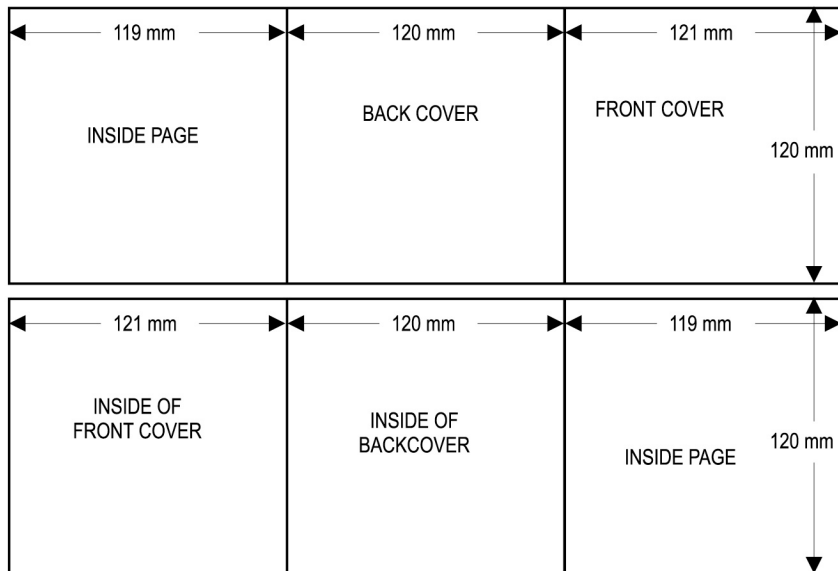 119 mm
120 mm
121 mm
INSIDE PAGE
BACK COVER
FRONT COVER
120 mm
121 mm
120 mm
119 mm
INSIDE OF
FRONT COVER
INSIDE OF
BACKCOVER
INSIDE PAGE
120 mm